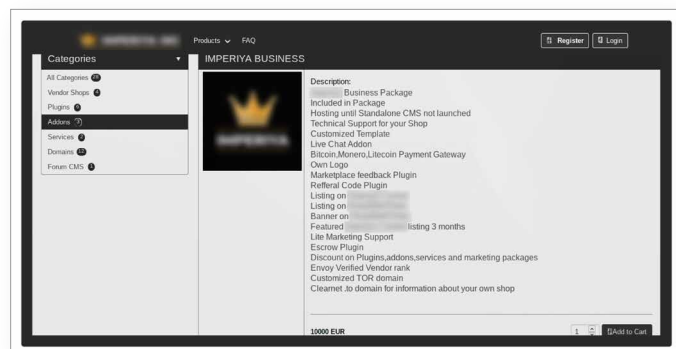 Products
FAQ
Register
Login
Categories
IMPERIYA BUSINESS
All Categories
Vendor Shops
Plugins
Addons
Services
Domains
Forum CMS
Description:
Business Package
Included in Package
Hosting until Standalone CMS not launched
Technical Support for your Shop
Customized Template
Live Chat Addon
Bitcoin,Monero,Litecoin Payment Gateway
Own Logo
Marketplace feedback Plugin
Refferal Code Plugin
Listing on
Listing on
Banner on
Featured listing 3 months
Lite Marketing Support
Escrow Plugin
Discount on Plugins,addons,services and marketing packages
Envoy Verified Vendor rank
Customized TOR domain
Clearnet .to domain for information about your own shop
10000 EUR
1
Add to Cart